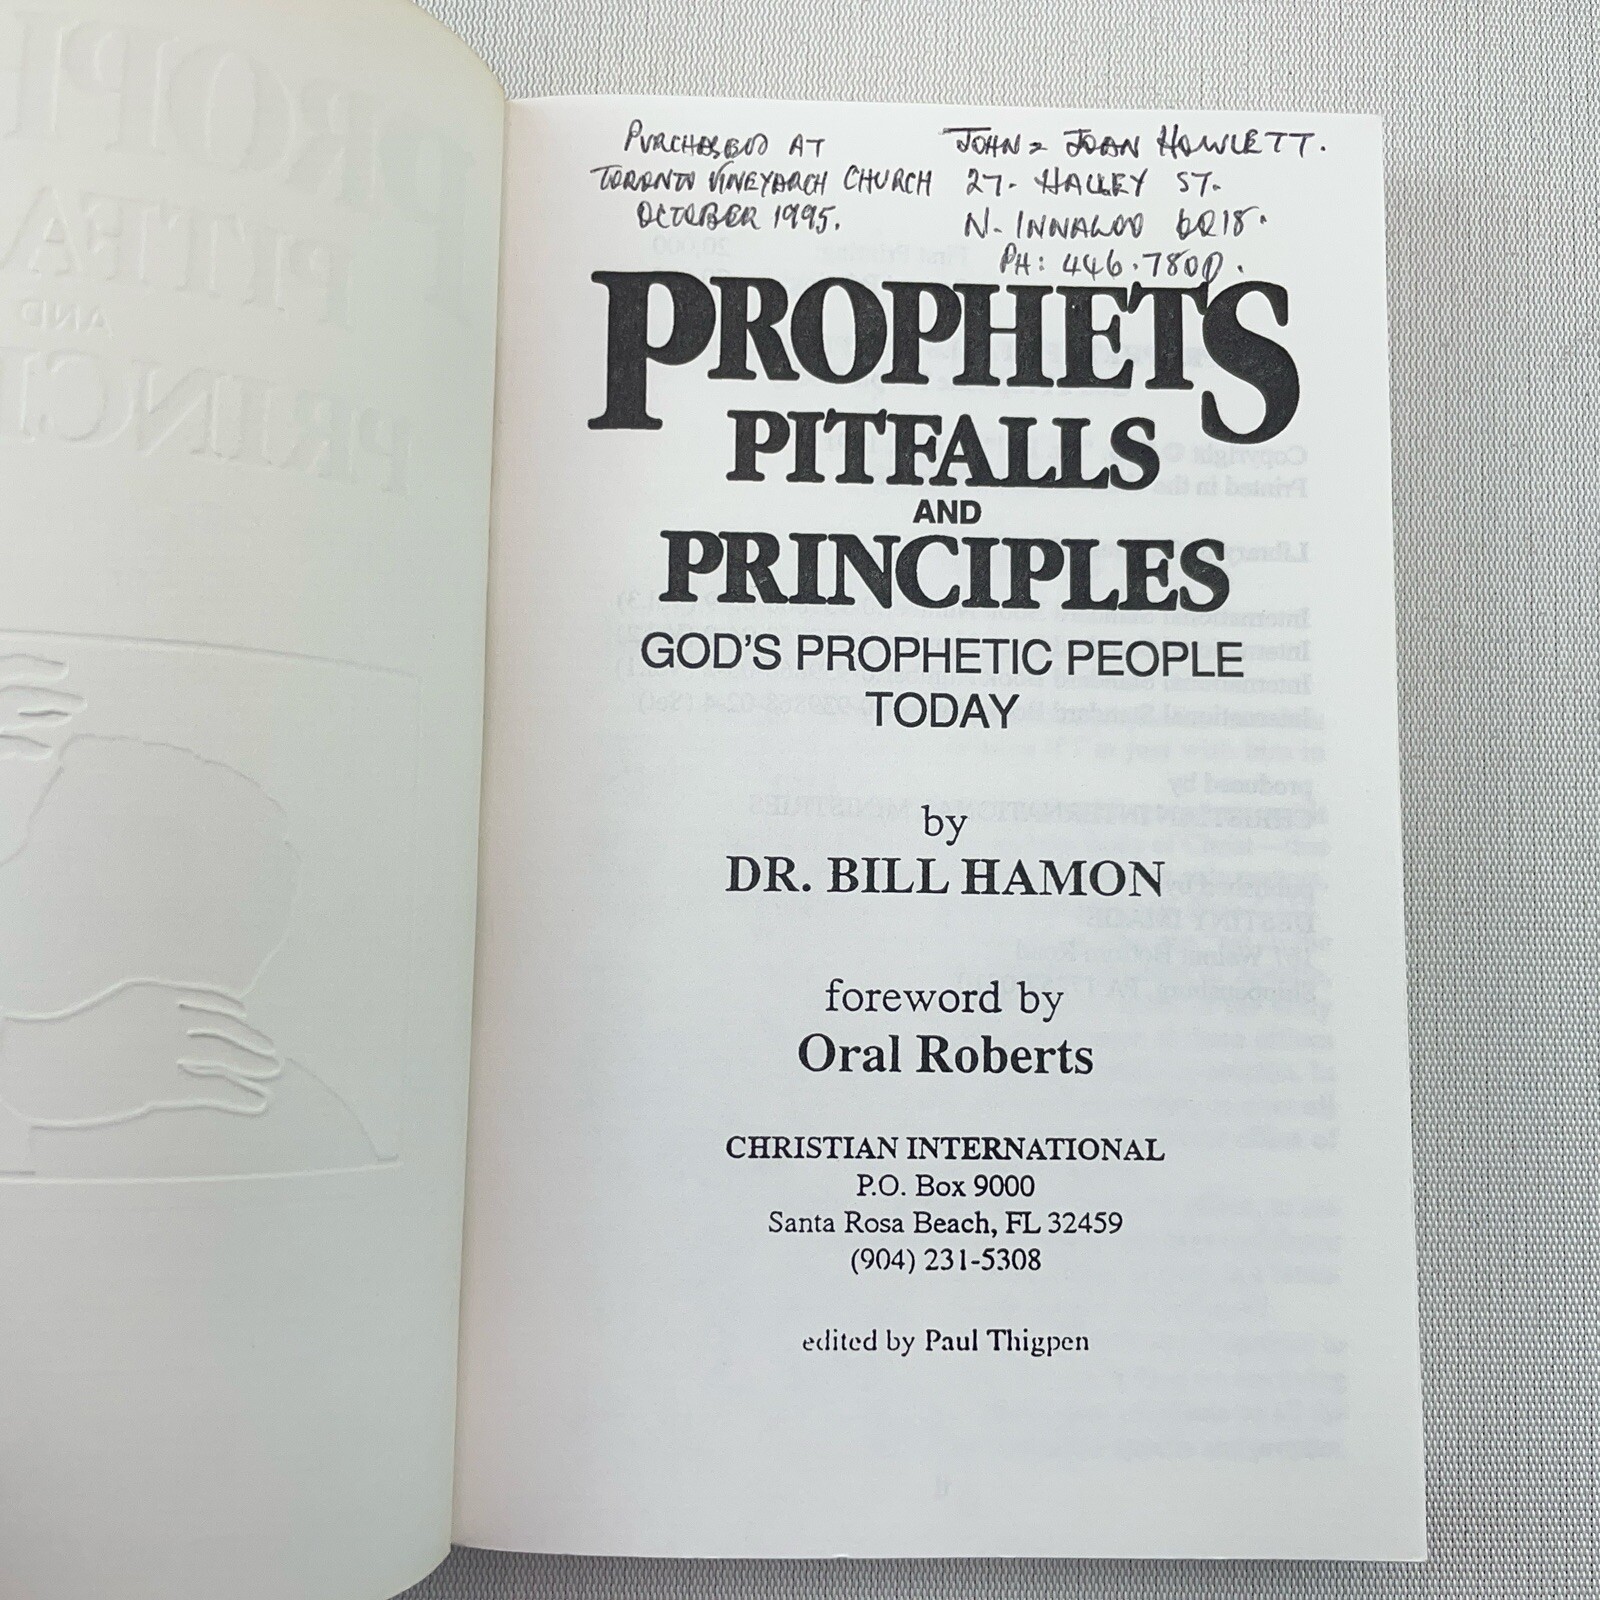 PURCHASED AT
TORONTO VINEYARCH CHURCH
OCTOBER 1995.
JOHN & JOAN HOWLETT.
27. HALLEY ST.
N. INNALOO 6018.
PH: 446.7800.
PROPHETS
PITFALLS
AND
PRINCIPLES
GOD'S PROPHETIC PEOPLE
TODAY
by
DR. BILL HAMON
foreword by
Oral Roberts
CHRISTIAN INTERNATIONAL
P.O. Box 9000
Santa Rosa Beach, FL 32459
(904) 231-5308
edited by Paul Thigpen